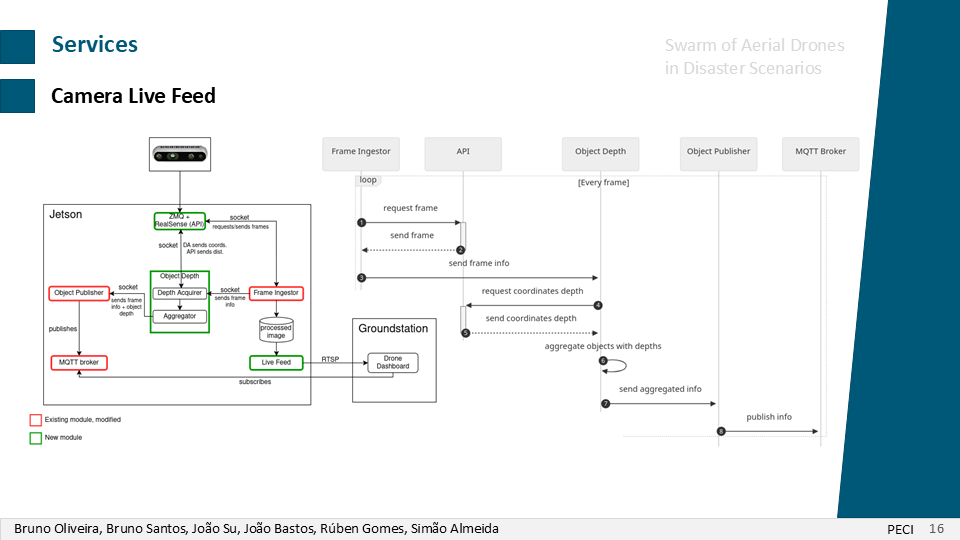 Services
Swarm of Aerial Drones
in Disaster Scenarios
Camera Live Feed
Jetson
ZMQ +
RealSense (API)
socket
requests/sends frames
socket
DA sends coords.
API sends dist.
Object Depth
Depth Acquirer
Aggregator
socket
sends frame
info + object
depth
socket
sends frame
info
Object Publisher
Frame Ingestor
publishes
processed
image
MQTT broker
Live Feed
RTSP
subscribes
Groundstation
Drone
Dashboard
Existing module, modified
New module
Frame Ingestor
API
Object Depth
Object Publisher
MQTT Broker
loop
[Every frame]
request frame
1
send frame
2
send frame info
3
request coordinates depth
4
send coordinates depth
5
aggregate objects with depths
6
send aggregated info
7
publish info
8
Bruno Oliveira, Bruno Santos, João Su, João Bastos, Rúben Gomes, Simão Almeida
PECI 16